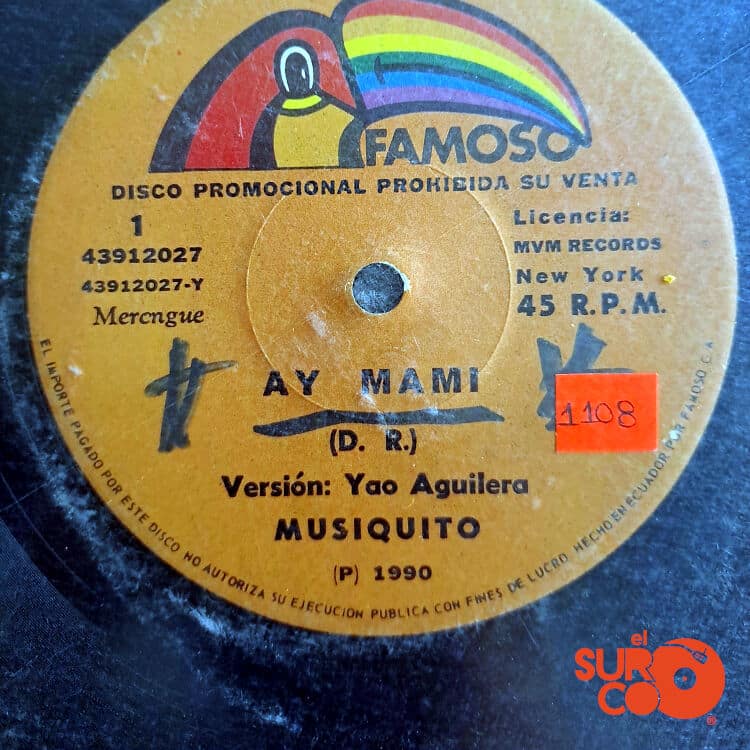 FAMOSO
DISCO PROMOCIONAL PROHIBIDA SU VENTA
1
43912027
43912027-Y
Merengue
Licencia:
MVM RECORDS
New York
45 R.P.M.
AY MAMI
(D. R.)
Versión: Yao Aguilera
MUSIQUITO
(P) 1990
1108
EL IMPORTE PAGADO POR ESTE DISCO NO AUTORIZA SU EJECUCION PUBLICA CON FINES DE LUCRO. HECHO EN ECUADOR POR FAMOSO C.A.
el
SURCO